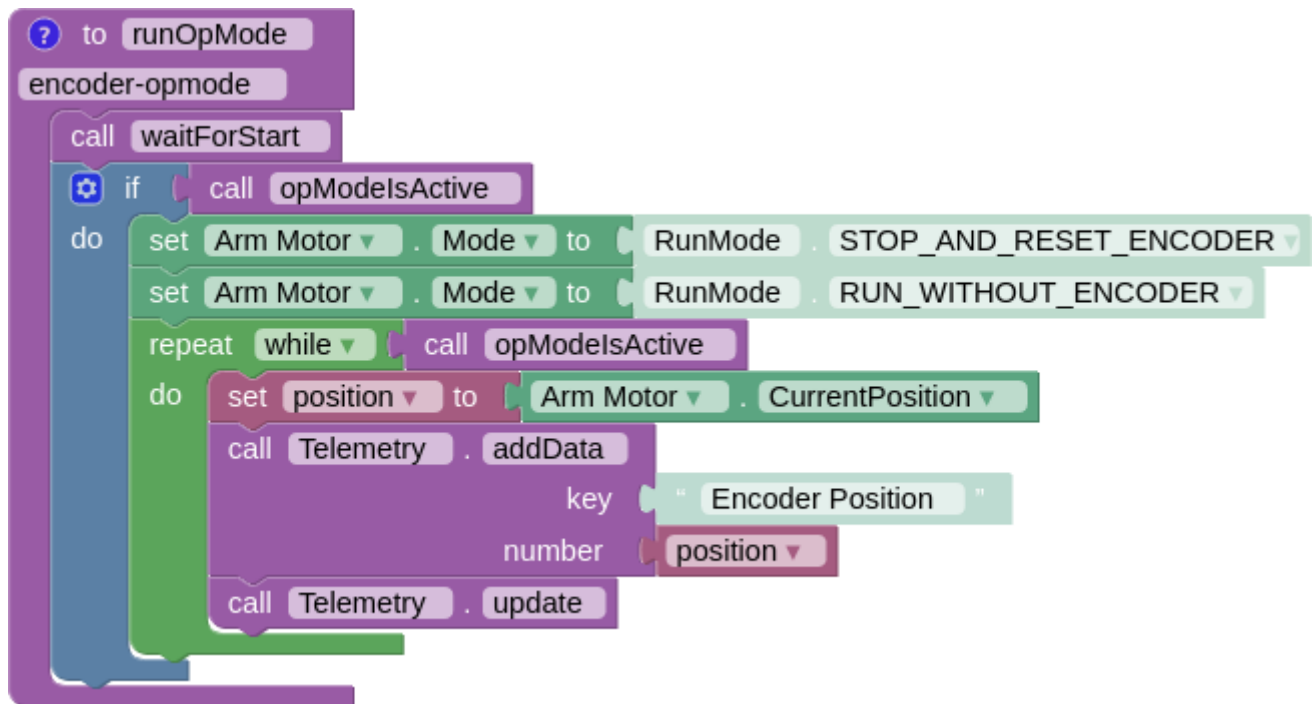 ? to runOpMode
encoder-opmode
call waitForStart
if call opModeIsActive
do set Arm Motor ▾ . Mode ▾ to RunMode . STOP_AND_RESET_ENCODER ▾
set Arm Motor ▾ . Mode ▾ to RunMode . RUN_WITHOUT_ENCODER ▾
repeat while ▾ call opModeIsActive
do set position ▾ to Arm Motor ▾ . CurrentPosition ▾
call Telemetry . addData
key “ Encoder Position ”
number position ▾
call Telemetry . update